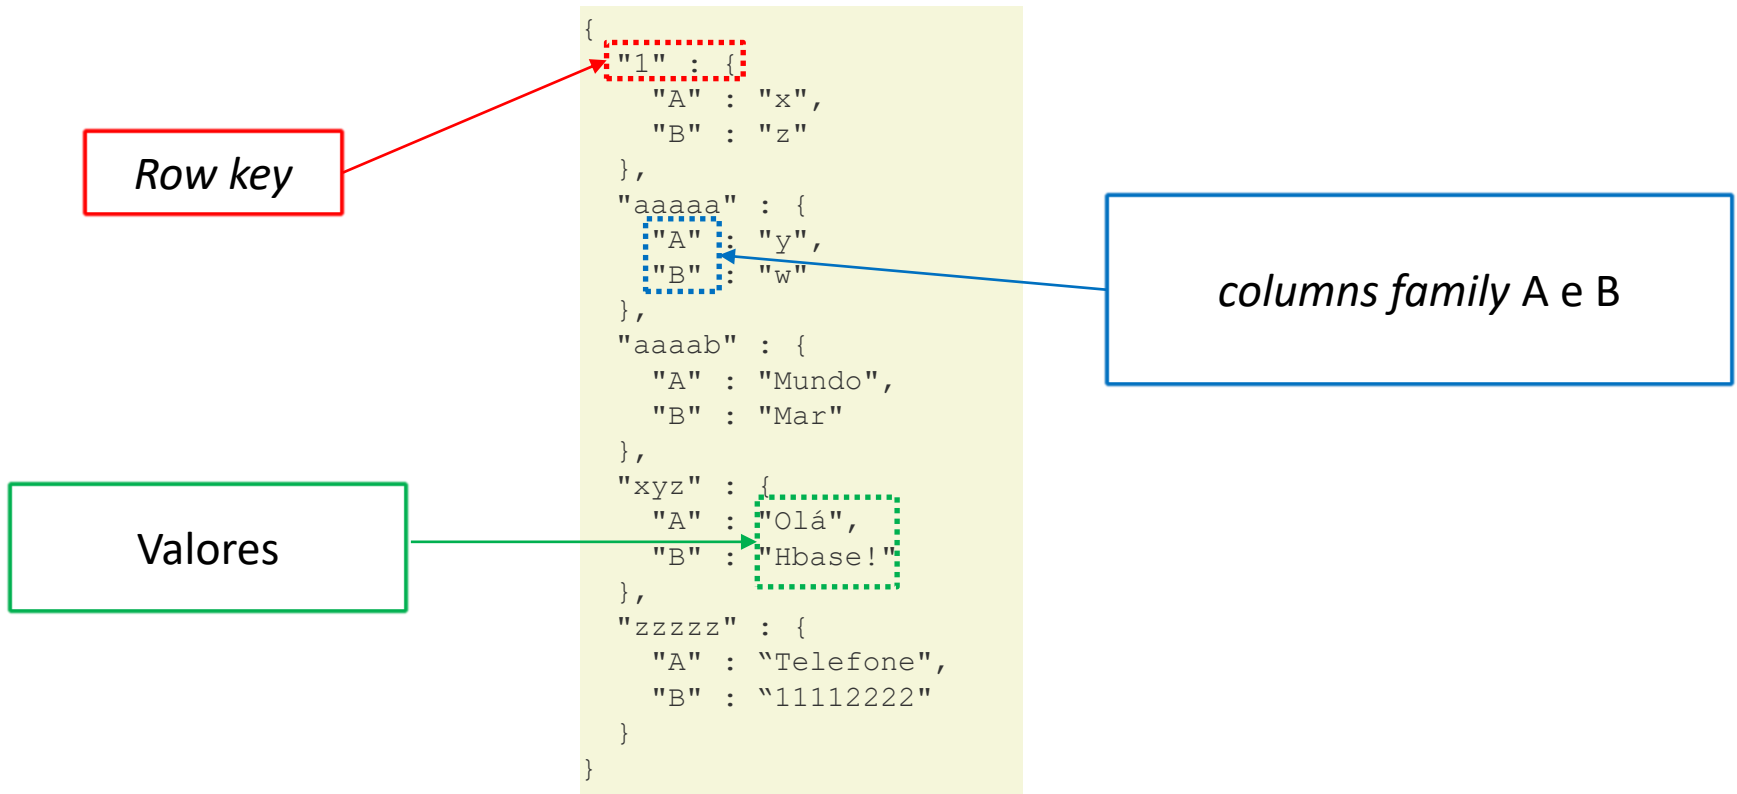 {
"1" : {
"A" : "x",
"B" : "z"
},
"aaaaa" : {
"A" : "y",
"B" : "w"
},
"aaaab" : {
"A" : "Mundo",
"B" : "Mar"
},
"xyz" : {
"A" : "Olá",
"B" : "Hbase!"
},
"zzzzz" : {
"A" : “Telefone",
"B" : “11112222"
}
}
Row key
columns family A e B
Valores